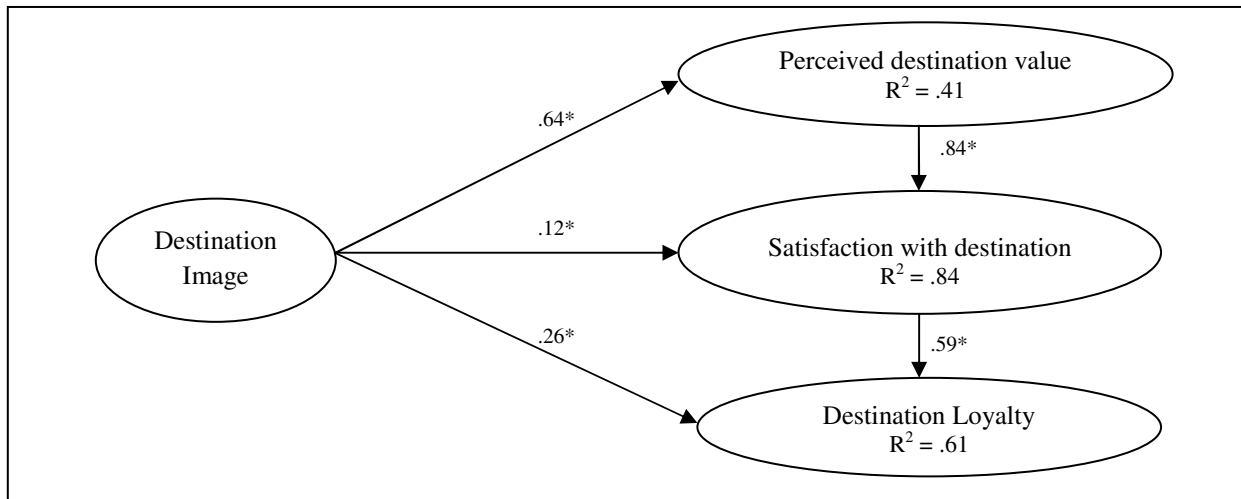 Perceived destination value
R² = .41
.64*
.84*
Destination
Image
.12*
Satisfaction with destination
R² = .84
.26*
.59*
Destination Loyalty
R² = .61